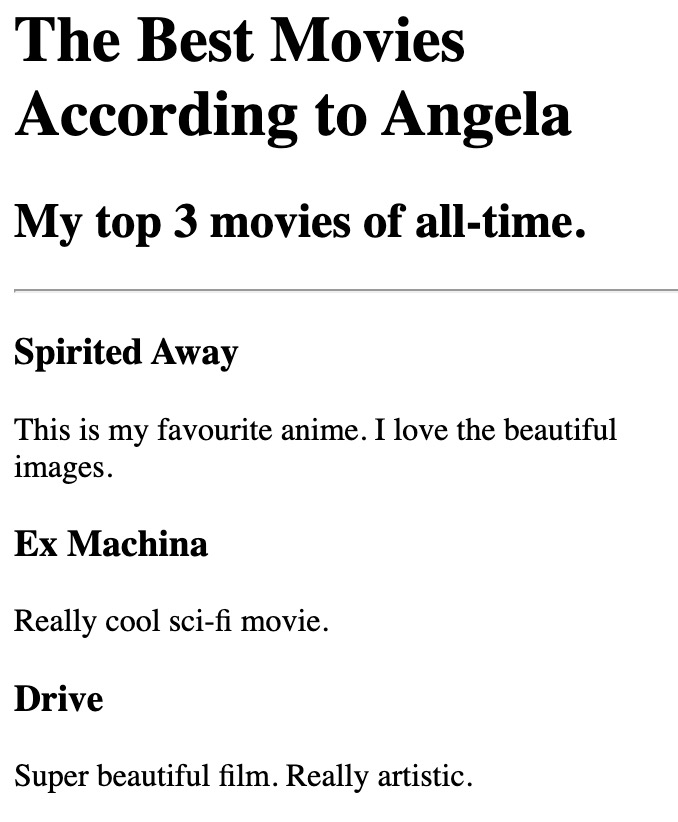 The Best Movies
According to Angela
My top 3 movies of all-time.
Spirited Away
This is my favourite anime. I love the beautiful
images.
Ex Machina
Really cool sci-fi movie.
Drive
Super beautiful film. Really artistic.